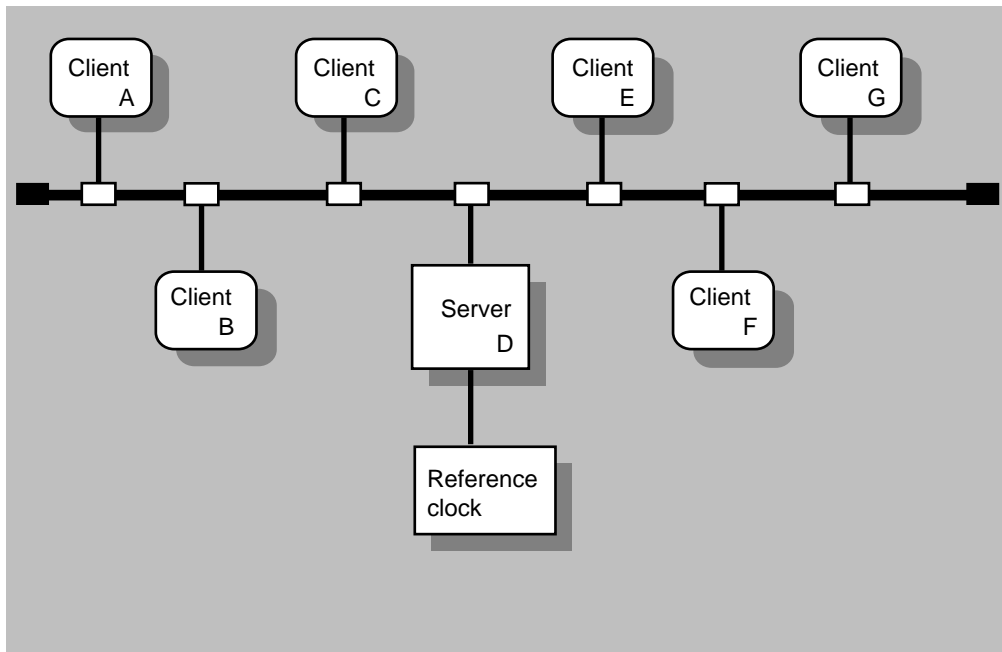 Client
A
Client
C
Client
E
Client
G
Client
B
Server
D
Client
F
Reference
clock